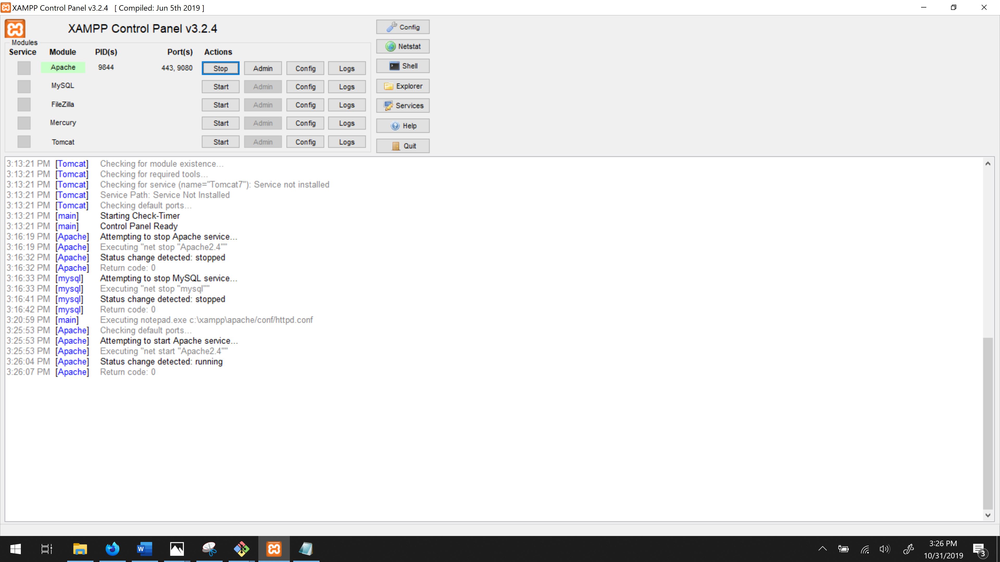 XAMPP Control Panel v3.2.4 [ Compiled: Jun 5th 2019 ]
XAMPP Control Panel v3.2.4
Modules
Service Module PID(s) Port(s) Actions
Apache 9844 443, 9080 Stop Admin Config Logs
MySQL Start Admin Config Logs
FileZilla Start Admin Config Logs
Mercury Start Admin Config Logs
Tomcat Start Admin Config Logs
Config
Netstat
Shell
Explorer
Services
Help
Quit
3:13:21 PM [Tomcat] Checking for module existence...
3:13:21 PM [Tomcat] Checking for required tools...
3:13:21 PM [Tomcat] Checking for service (name="Tomcat7"): Service not installed
3:13:21 PM [Tomcat] Service Path: Service Not Installed
3:13:21 PM [Tomcat] Checking default ports...
3:13:21 PM [main] Starting Check-Timer
3:13:21 PM [main] Control Panel Ready
3:16:19 PM [Apache] Attempting to stop Apache service...
3:16:19 PM [Apache] Executing "net stop "Apache2.4""
3:16:32 PM [Apache] Status change detected: stopped
3:16:32 PM [Apache] Return code: 0
3:16:33 PM [mysql] Attempting to stop MySQL service...
3:16:33 PM [mysql] Executing "net stop "mysql""
3:16:41 PM [mysql] Status change detected: stopped
3:16:42 PM [mysql] Return code: 0
3:20:59 PM [main] Executing notepad.exe c:\xampp\apache/conf/httpd.conf
3:25:53 PM [Apache] Checking default ports...
3:25:53 PM [Apache] Attempting to start Apache service...
3:25:53 PM [Apache] Executing "net start "Apache2.4""
3:26:04 PM [Apache] Status change detected: running
3:26:07 PM [Apache] Return code: 0
W
3:26 PM
10/31/2019
3